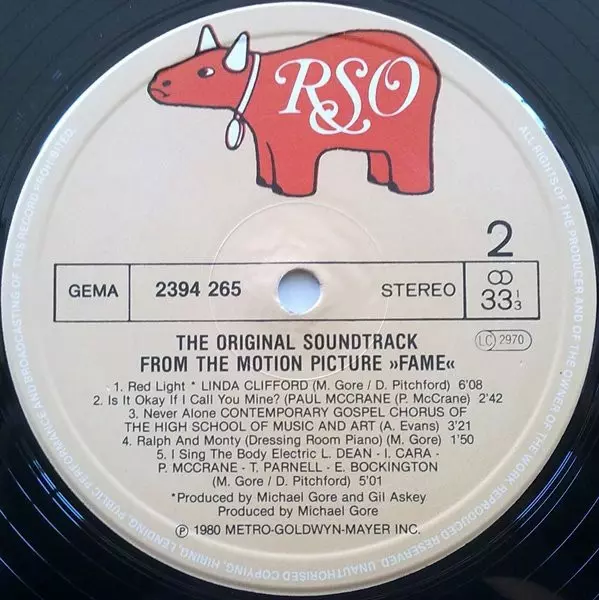 RSO
2
GEMA
2394 265
STEREO
33 1/3
LC 2970
THE ORIGINAL SOUNDTRACK
FROM THE MOTION PICTURE »FAME«
1. Red Light * LINDA CLIFFORD (M. Gore / D. Pitchford) 6'08
2. Is It Okay If I Call You Mine? (PAUL MCCRANE (P. McCrane) 2'42
3. Never Alone CONTEMPORARY GOSPEL CHORUS OF
THE HIGH SCHOOL OF MUSIC AND ART (A. Evans) 3'21
4. Ralph And Monty (Dressing Room Piano) (M. Gore) 1'50
5. I Sing The Body Electric L. DEAN - I. CARA -
P. MCCRANE - T. PARNELL - E. BOCKINGTON
(M. Gore / D. Pitchford) 5'01
*Produced by Michael Gore and Gil Askey
Produced by Michael Gore
℗ 1980 METRO-GOLDWYN-MAYER INC.
ALL RIGHTS OF THE PRODUCER AND OF THE OWNER OF THE WORK REPRODUCED RESERVED. UNAUTHORISED COPYING, HIRING, LENDING, PUBLIC PERFORMANCE AND BROADCASTING OF THIS RECORD PROHIBITED.